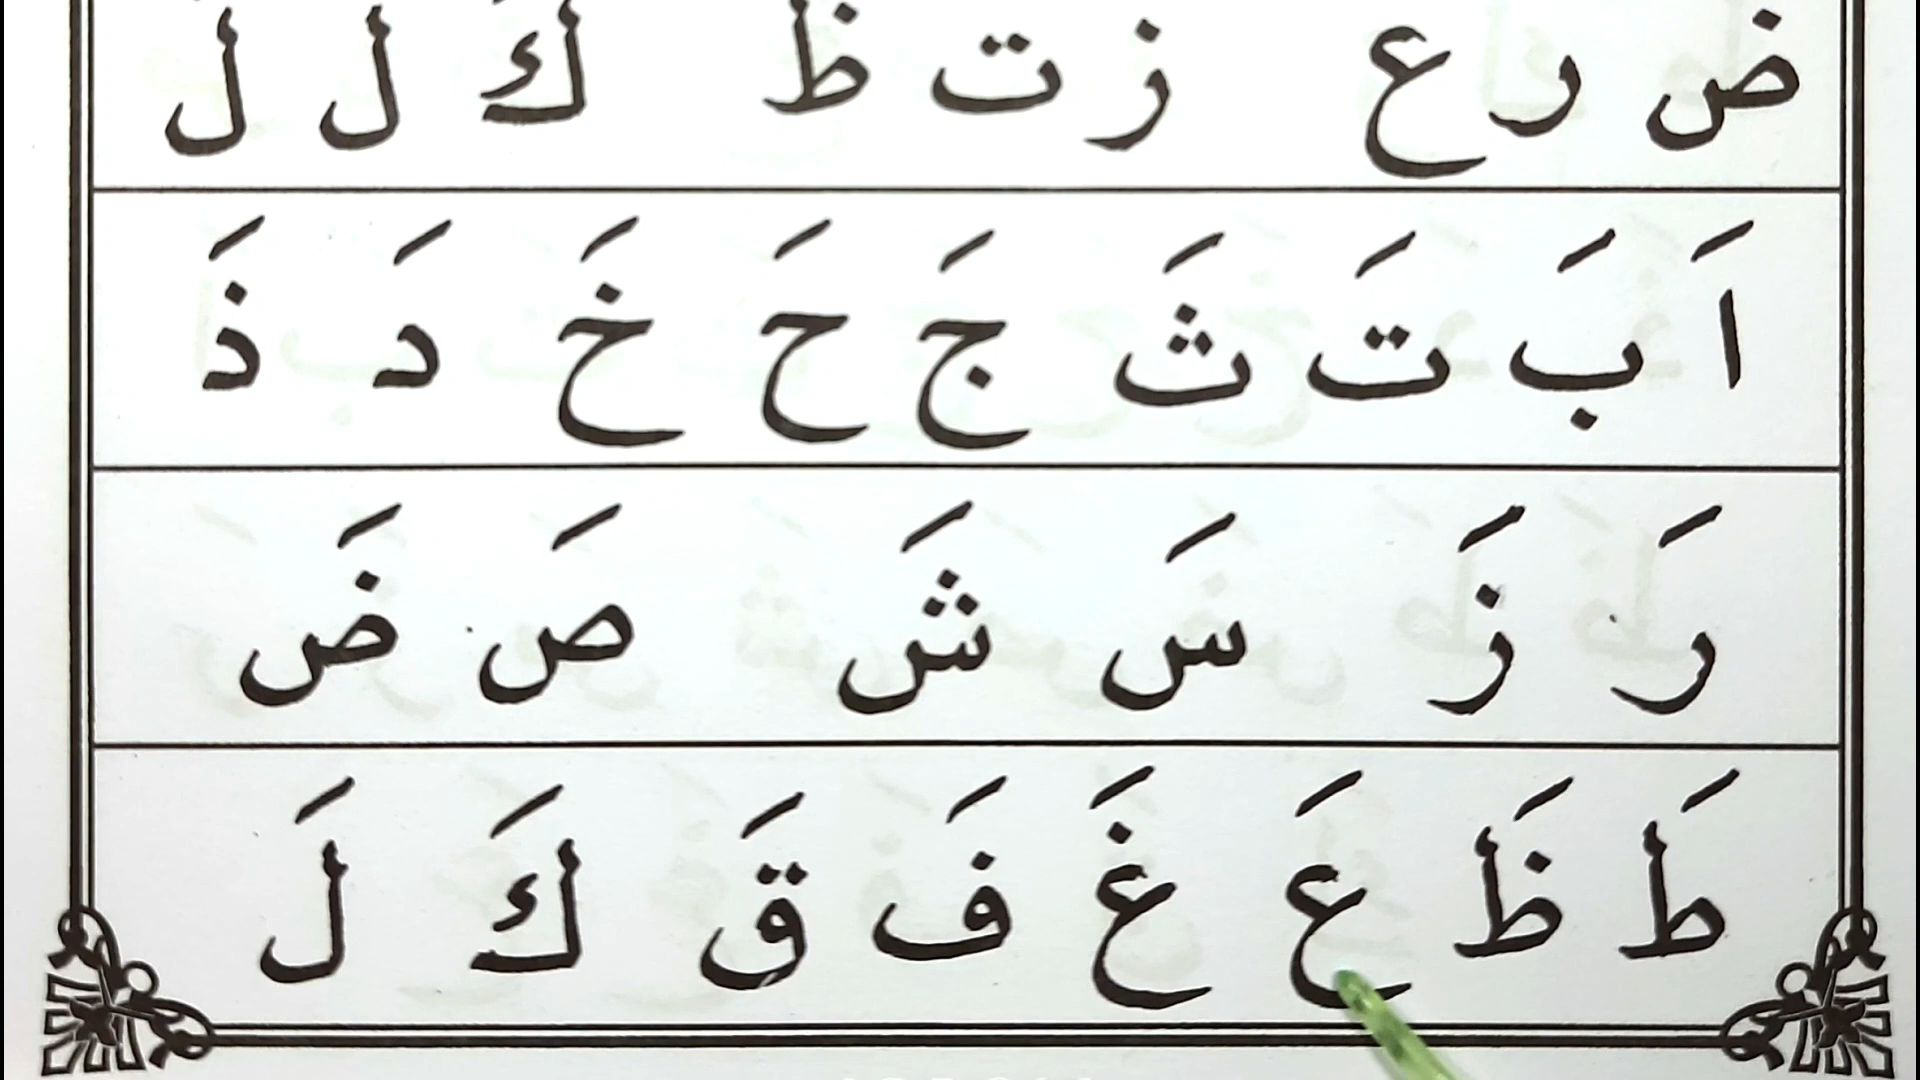 ض ر ع ز ت ظ ك ل ل
اَ بَ تَ ثَ جَ حَ خَ دَ ذَ
رَ زَ سَ شَ صَ ضَ
طَ ظَ عَ غَ فَ قَ كَ لَ